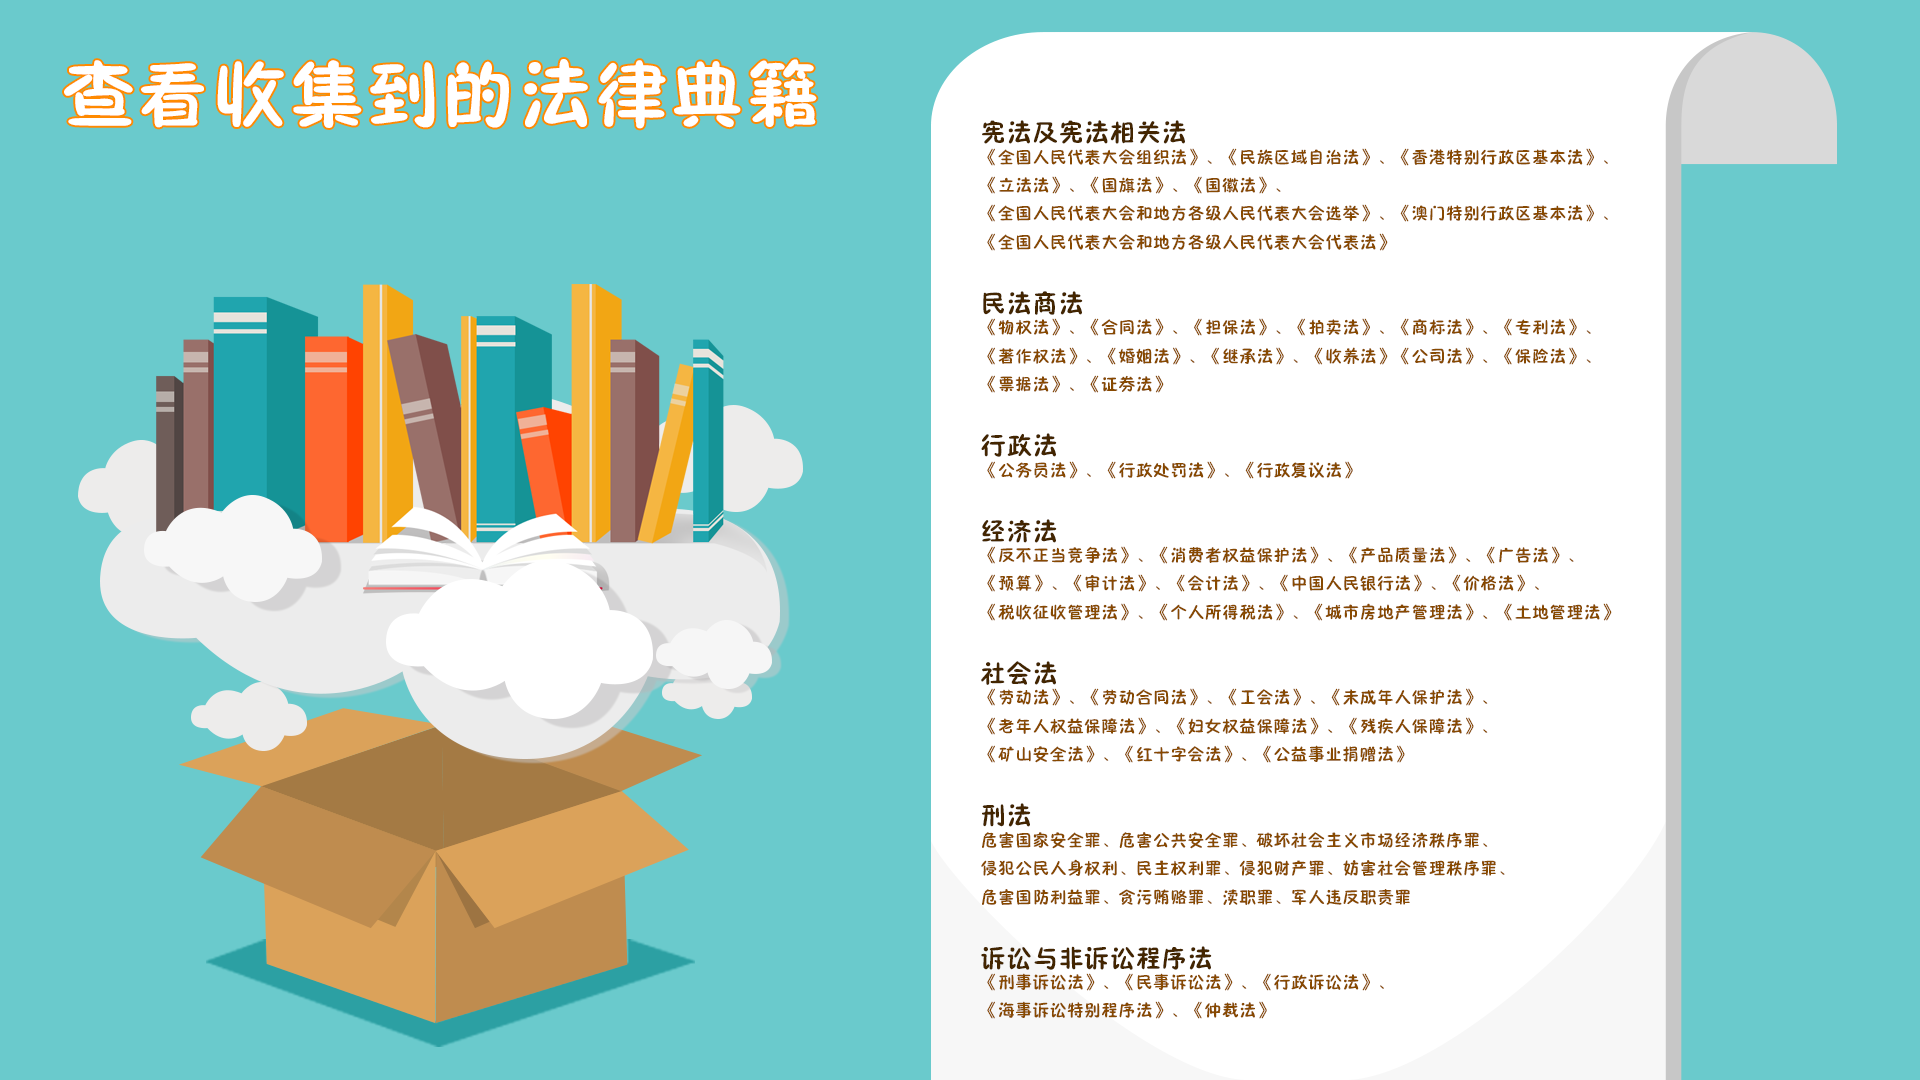 查看收集到的法律典籍
宪法及宪法相关法
《全国人民代表大会组织法》、《民族区域自治法》、《香港特别行政区基本法》、
《立法法》、《国旗法》、《国徽法》、
《全国人民代表大会和地方各级人民代表大会选举》、《澳门特别行政区基本法》、
《全国人民代表大会和地方各级人民代表大会代表法》
民法商法
《物权法》、《合同法》、《担保法》、《拍卖法》、《商标法》、《专利法》、
《著作权法》、《婚姻法》、《继承法》、《收养法》《公司法》、《保险法》、
《票据法》、《证券法》
行政法
《公务员法》、《行政处罚法》、《行政复议法》
经济法
《反不正当竞争法》、《消费者权益保护法》、《产品质量法》、《广告法》、
《预算》、《审计法》、《会计法》、《中国人民银行法》、《价格法》、
《税收征收管理法》、《个人所得税法》、《城市房地产管理法》、《土地管理法》
社会法
《劳动法》、《劳动合同法》、《工会法》、《未成年人保护法》、
《老年人权益保障法》、《妇女权益保障法》、《残疾人保障法》、
《矿山安全法》、《红十字会法》、《公益事业捐赠法》
刑法
危害国家安全罪、危害公共安全罪、破坏社会主义市场经济秩序罪、
侵犯公民人身权利、民主权利罪、侵犯财产罪、妨害社会管理秩序罪、
危害国防利益罪、贪污贿赂罪、渎职罪、军人违反职责罪
诉讼与非诉讼程序法
《刑事诉讼法》、《民事诉讼法》、《行政诉讼法》、
《海事诉讼特别程序法》、《仲裁法》